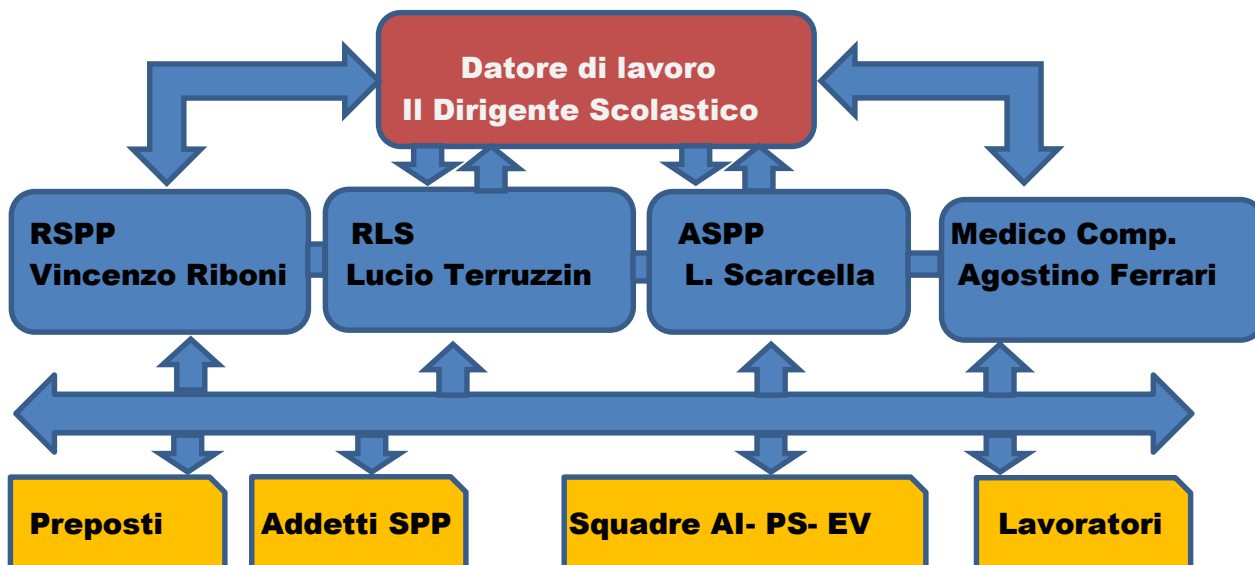 Datore di lavoro
Il Dirigente Scolastico
RSPP
Vincenzo Riboni
RLS
Lucio Terruzzin
ASPP
L. Scarcella
Medico Comp.
Agostino Ferrari
Preposti
Addetti SPP
Squadre AI- PS- EV
Lavoratori